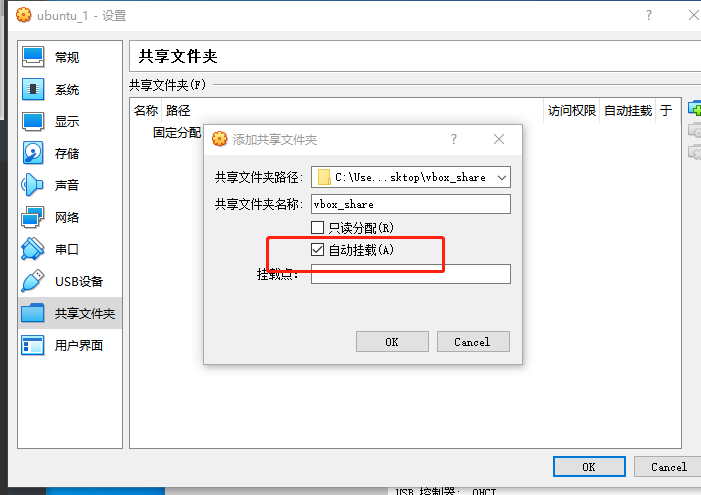 ubuntu_1 - 设置
?
常规
系统
显示
存储
声音
网络
串口
USB设备
共享文件夹
用户界面
共享文件夹
共享文件夹(F)
名称 路径 访问权限 自动挂载 于
固定分配
添加共享文件夹
?
共享文件夹路径: C:\Use...sktop\vbox_share
共享文件夹名称: vbox_share
只读分配(R)
自动挂载(A)
挂载点:
OK Cancel
OK Cancel
USB 控制器: OHCI